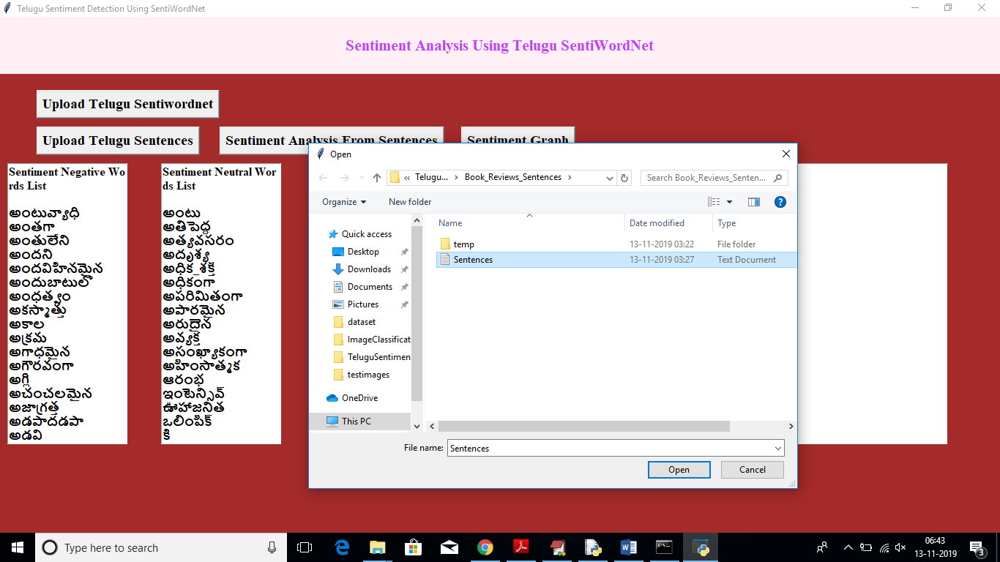 Telugu Sentiment Detection Using SentiWordNet
Sentiment Analysis Using Telugu SentiWordNet
Upload Telugu Sentiwordnet
Upload Telugu Sentences
Sentiment Analysis From Sentences
Sentiment Graph
Sentiment Negative Wo
rds List
అంటువ్యాధి
అంతగా
అంతులేని
అందని
అందవిహీనమైన
అందుబాటులో
అంధత్వం
అకస్మాత్తు
అకాల
అక్రమ
అగాధమైన
అగౌరవంగా
అగ్లీ
అచంచలమైన
అజాగ్రత్త
అడపాదడపా
అడవి
Sentiment Neutral Wor
ds List
అంటు
అతిపెద్ద
అత్యవసరం
అదృశ్య
అధిక_శక్తి
అధికంగా
అపరిమితంగా
అపారమైన
అరుదైన
అవ్యక్త
అసంఖ్యాకంగా
అహింసాత్మక
ఆరంభ
ఇంటెన్సివ్
ఊహాజనిత
ఒలింపిక్
కి
Open
« Telugu... › Book_Reviews_Sentences ›
Search Book_Reviews_Senten...
Organize
New folder
Quick access
Desktop
Downloads
Documents
Pictures
dataset
ImageClassificat
TeluguSentimen
testimages
OneDrive
This PC
Name Date modified Type
temp 13-11-2019 03:22 File folder
Sentences 13-11-2019 03:27 Text Document
File name: Sentences
Open Cancel
Type here to search
06:43
13-11-2019
3